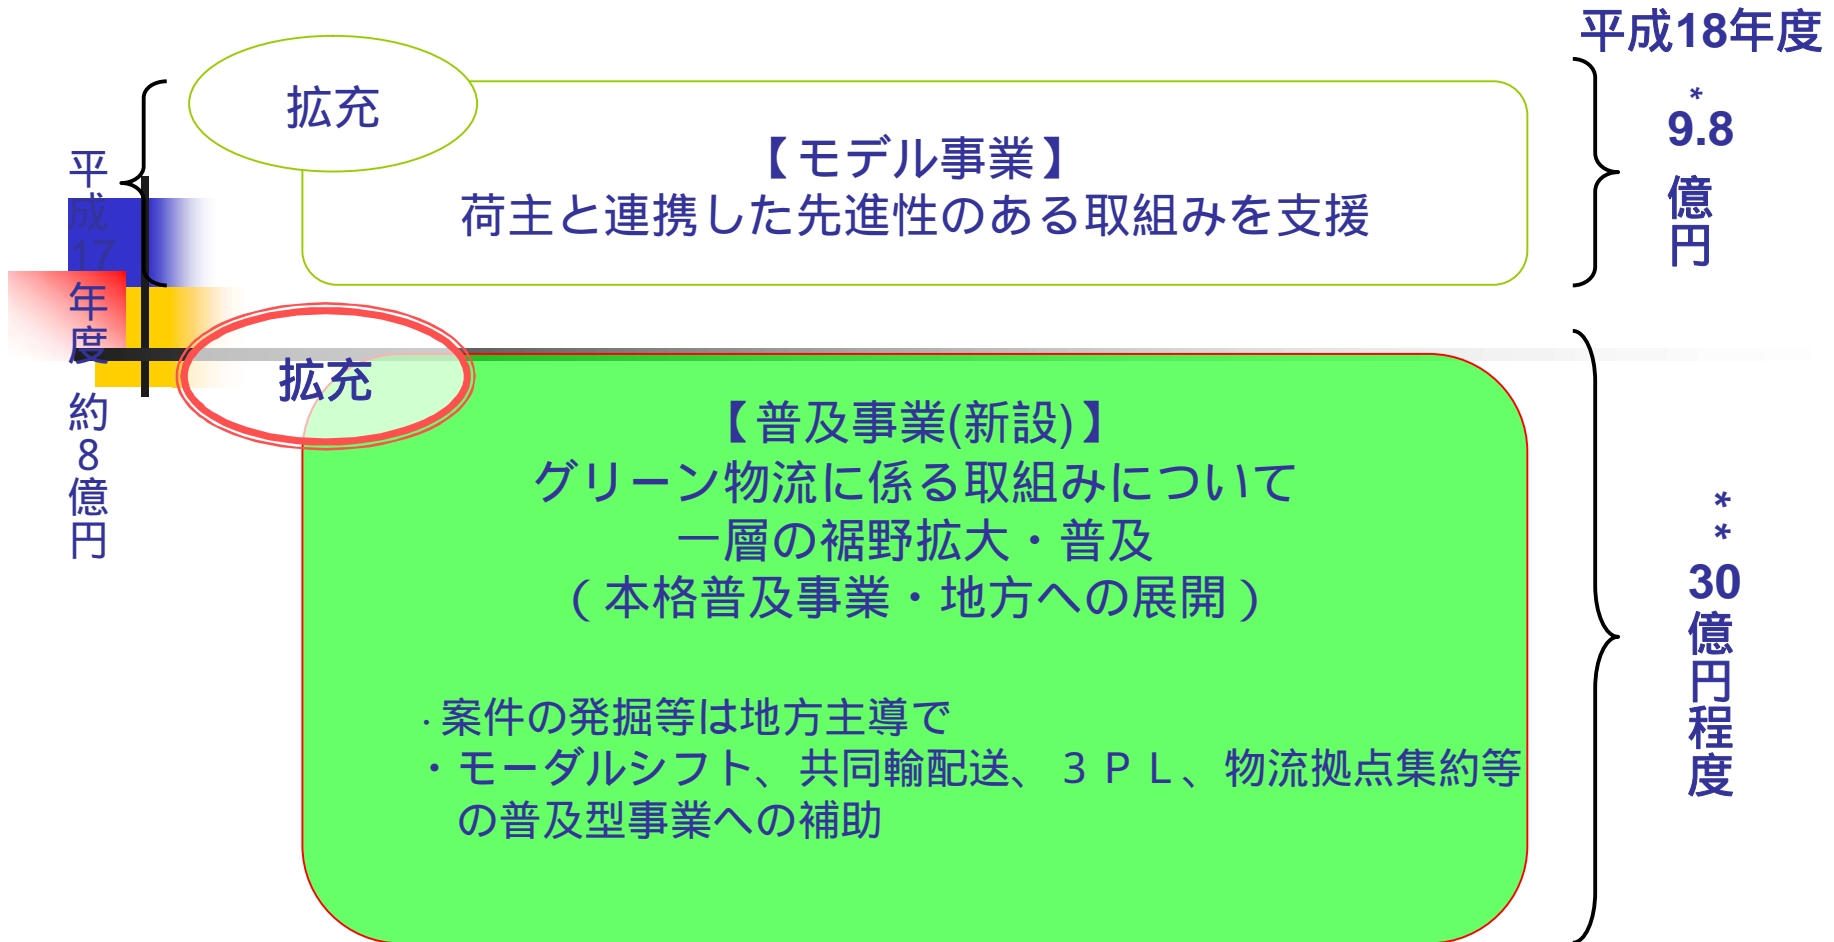 平成18年度
拡充
【モデル事業】
荷主と連携した先進性のある取組みを支援
平成17年度 約8億円
*
9.8
億円
拡充
【普及事業(新設)】
グリーン物流に係る取組みについて
一層の裾野拡大・普及
(本格普及事業・地方への展開)
・案件の発掘等は地方主導で
・モーダルシフト、共同輸配送、３ＰＬ、物流拠点集約等
の普及型事業への補助
**
30
億円程度